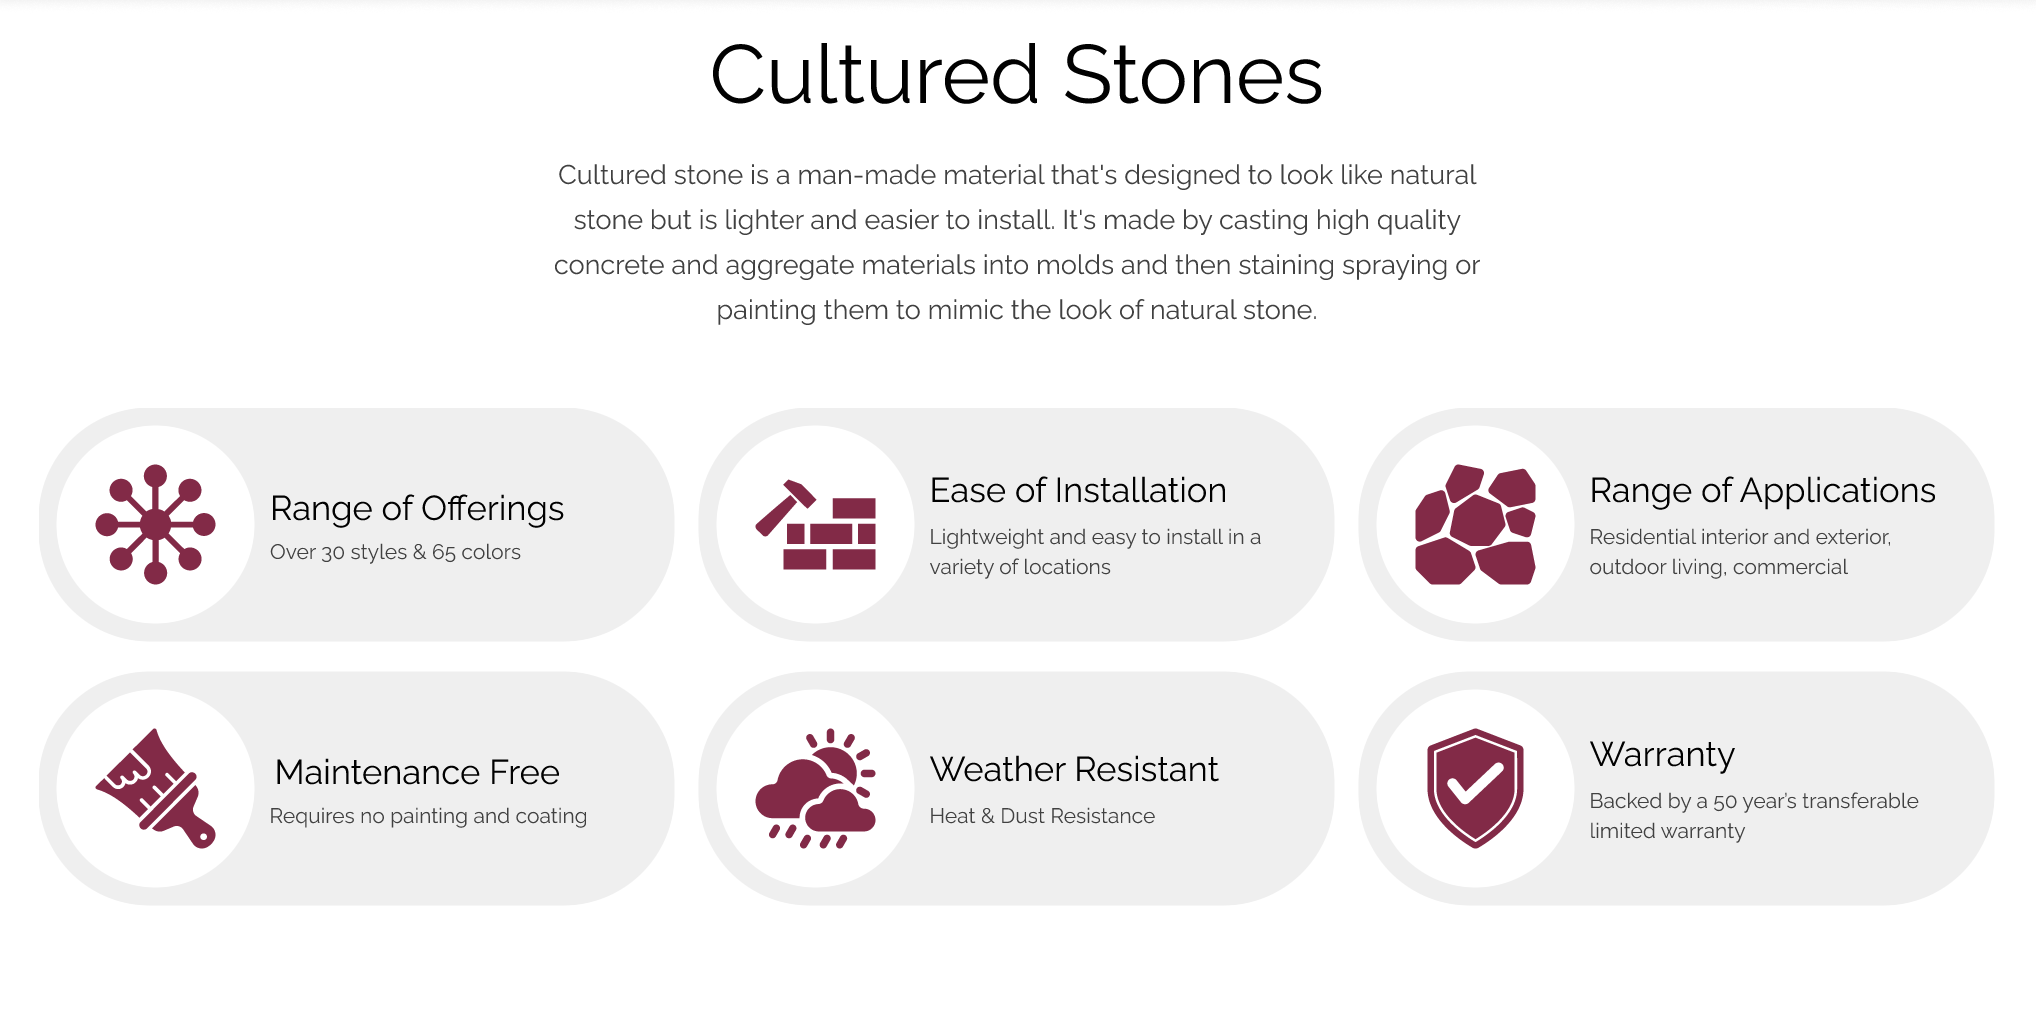 Cultured Stones
Cultured stone is a man-made material that's designed to look like natural
stone but is lighter and easier to install. It's made by casting high quality
concrete and aggregate materials into molds and then staining spraying or
painting them to mimic the look of natural stone.
Range of Offerings
Over 30 styles & 65 colors
Ease of Installation
Lightweight and easy to install in a
variety of locations
Range of Applications
Residential interior and exterior,
outdoor living, commercial
Maintenance Free
Requires no painting and coating
Weather Resistant
Heat & Dust Resistance
Warranty
Backed by a 50 year’s transferable
limited warranty